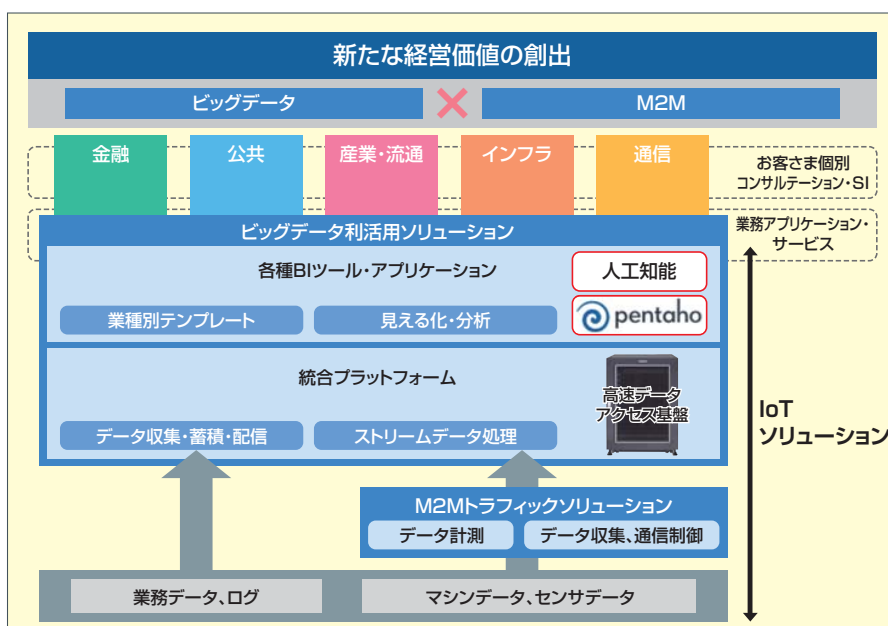 新たな経営価値の創出
ビッグデータ
M2M
金融
公共
産業・流通
インフラ
通信
お客さま個別
コンサルテーション・SI
業務アプリケーション・
サービス
ビッグデータ利活用ソリューション
各種BIツール・アプリケーション
人工知能
業種別テンプレート
見える化・分析
pentaho
統合プラットフォーム
高速データ
アクセス基盤
データ収集・蓄積・配信
ストリームデータ処理
IoT
ソリューション
M2Mトラフィックソリューション
データ計測
データ収集、通信制御
業務データ、ログ
マシンデータ、センサデータ